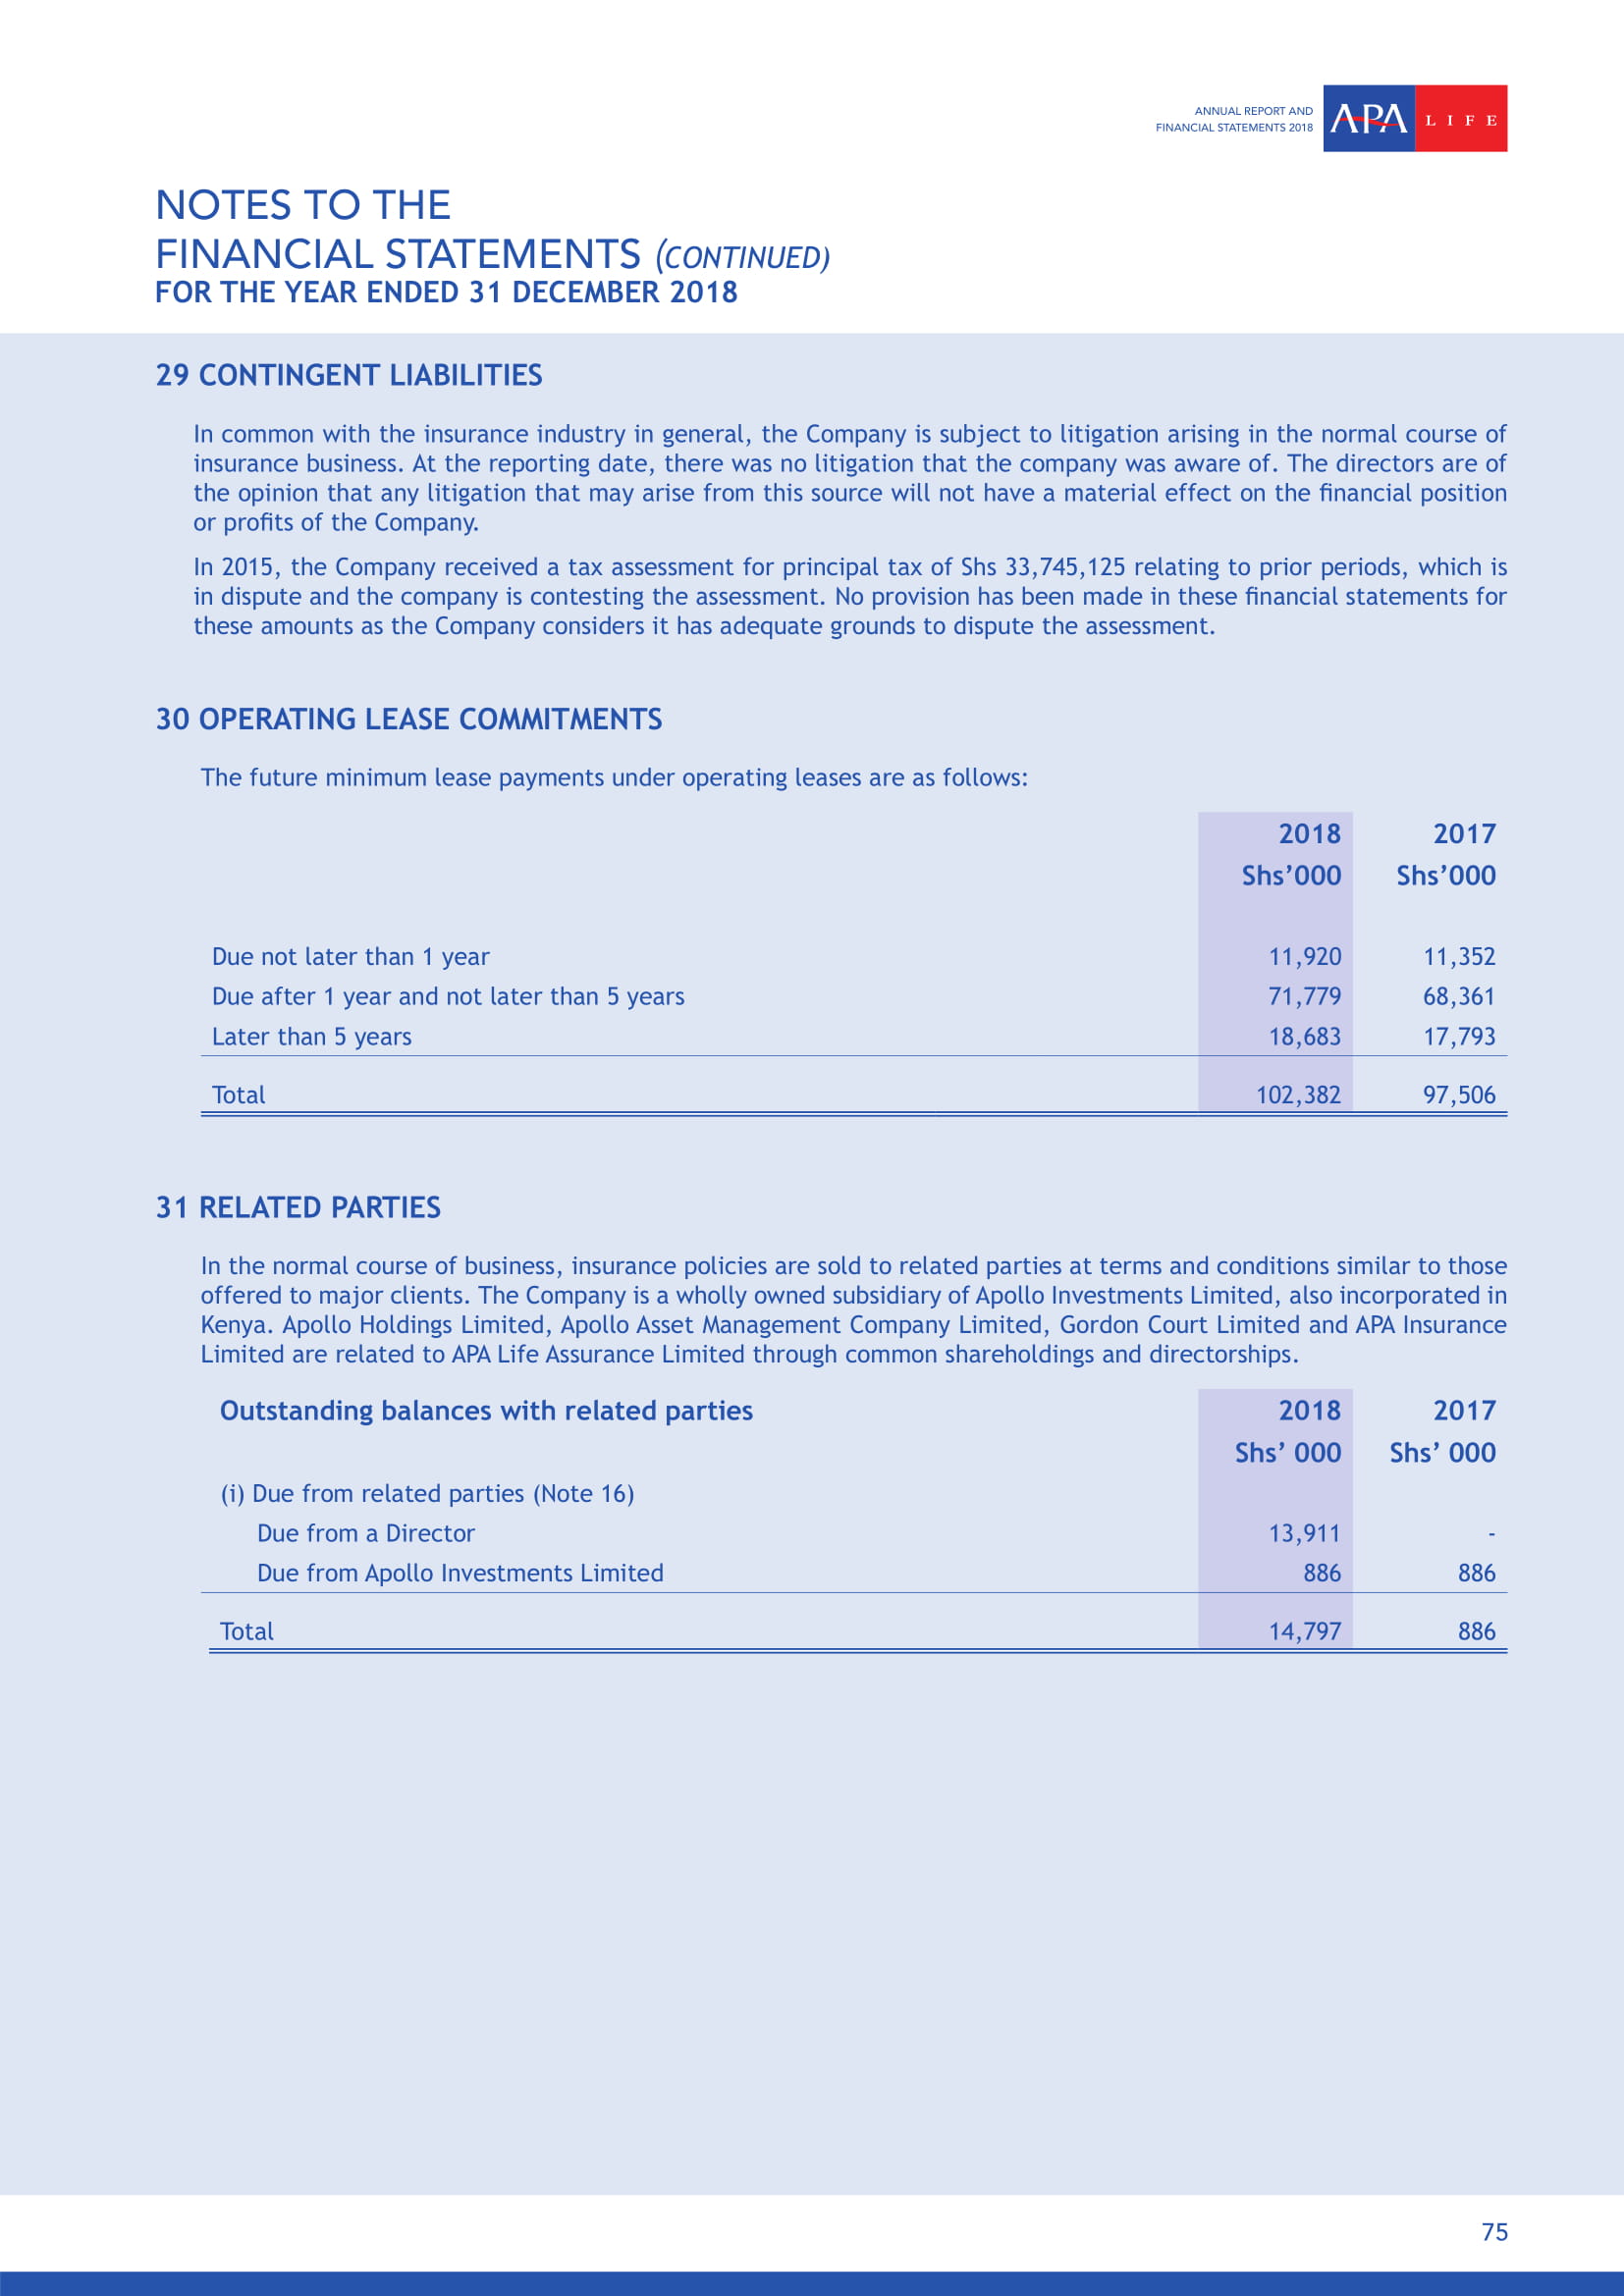 ANNUAL REPORT AND
FINANCIAL STATEMENTS 2018
APA LIFE
NOTES TO THE
FINANCIAL STATEMENTS (CONTINUED)
FOR THE YEAR ENDED 31 DECEMBER 2018
29 CONTINGENT LIABILITIES
In common with the insurance industry in general, the Company is subject to litigation arising in the normal course of
insurance business. At the reporting date, there was no litigation that the company was aware of. The directors are of
the opinion that any litigation that may arise from this source will not have a material effect on the financial position
or profits of the Company.
In 2015, the Company received a tax assessment for principal tax of Shs 33,745,125 relating to prior periods, which is
in dispute and the company is contesting the assessment. No provision has been made in these financial statements for
these amounts as the Company considers it has adequate grounds to dispute the assessment.
30 OPERATING LEASE COMMITMENTS
The future minimum lease payments under operating leases are as follows:
2018 2017
Shs’000 Shs’000
Due not later than 1 year 11,920 11,352
Due after 1 year and not later than 5 years 71,779 68,361
Later than 5 years 18,683 17,793
Total 102,382 97,506
31 RELATED PARTIES
In the normal course of business, insurance policies are sold to related parties at terms and conditions similar to those
offered to major clients. The Company is a wholly owned subsidiary of Apollo Investments Limited, also incorporated in
Kenya. Apollo Holdings Limited, Apollo Asset Management Company Limited, Gordon Court Limited and APA Insurance
Limited are related to APA Life Assurance Limited through common shareholdings and directorships.
Outstanding balances with related parties 2018 2017
Shs’ 000 Shs’ 000
(i) Due from related parties (Note 16)
Due from a Director 13,911 -
Due from Apollo Investments Limited 886 886
Total 14,797 886
75